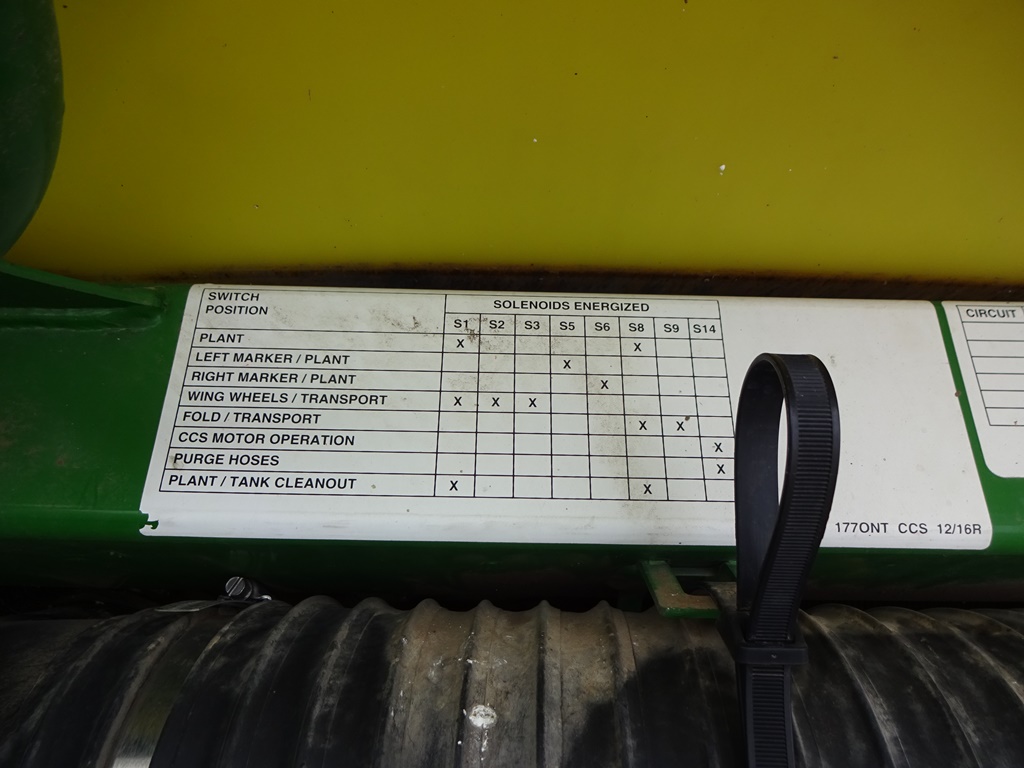 SWITCH
POSITION
SOLENOIDS ENERGIZED
S1 S2 S3 S5 S6 S8 S9 S14
PLANT X X
LEFT MARKER / PLANT X
RIGHT MARKER / PLANT X
WING WHEELS / TRANSPORT X X X
FOLD / TRANSPORT X X
CCS MOTOR OPERATION X
PURGE HOSES X
PLANT / TANK CLEANOUT X X
1770NT CCS 12/16R
CIRCUIT